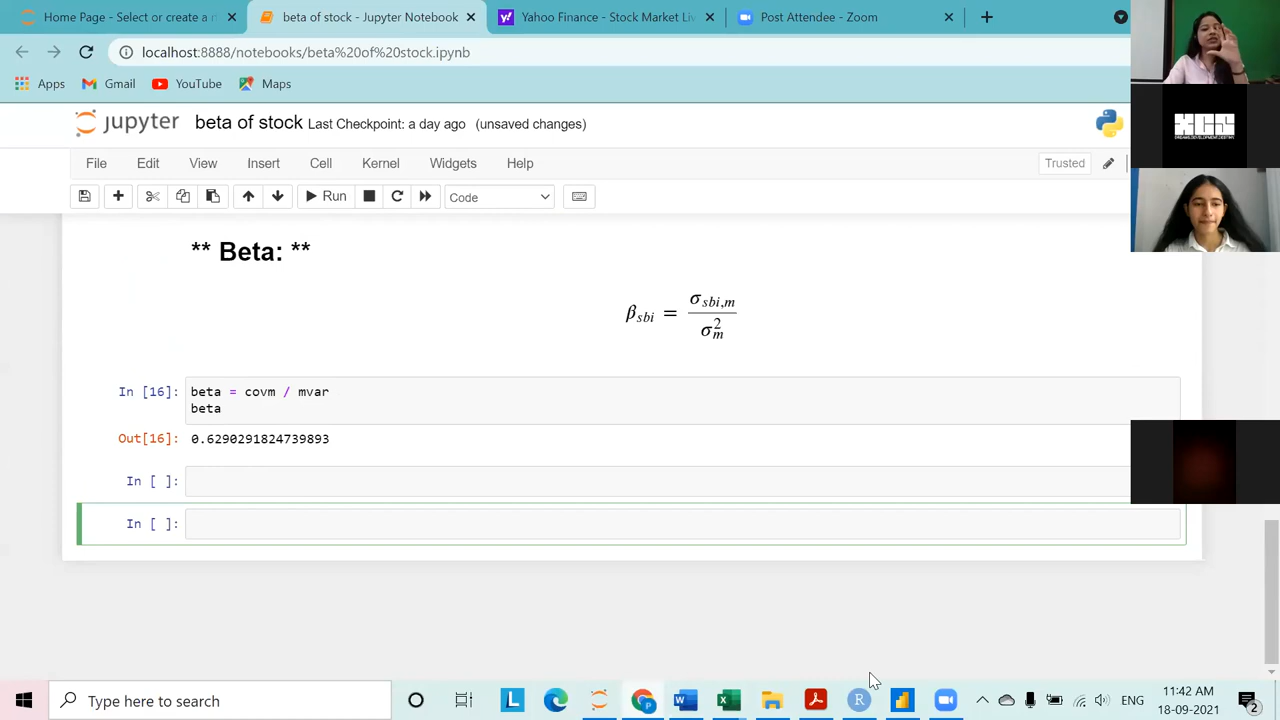 Home Page - Select or create a n
beta of stock - Jupyter Notebook
Yahoo Finance - Stock Market Liv
Post Attendee - Zoom
localhost:8888/notebooks/beta%20of%20stock.ipynb
Gmail
YouTube
Maps
XCS
jupyter beta of stock Last Checkpoint: a day ago (unsaved changes)
File Edit View Insert Cell Kernel Widgets Help
Trusted
Run
Code
** Beta: **
β_sbi = σ_sbi,m / σ²_m
In [16]: beta = covm / mvar
beta
Out[16]: 0.6290291824739893
In [ ]:
In [ ]:
Type here to search
L
R
P
W
X
ENG
11:42 AM
18-09-2021
2